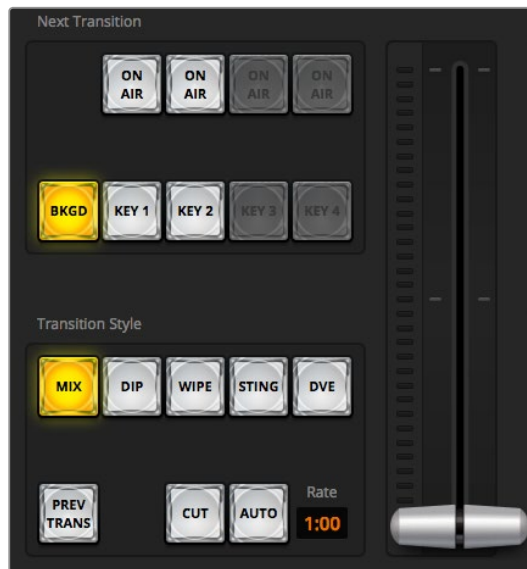 Next Transition
ON AIR
ON AIR
ON AIR
ON AIR
BKGD
KEY 1
KEY 2
KEY 3
KEY 4
Transition Style
MIX
DIP
WIPE
STING
DVE
PREV TRANS
CUT
AUTO
Rate
1:00